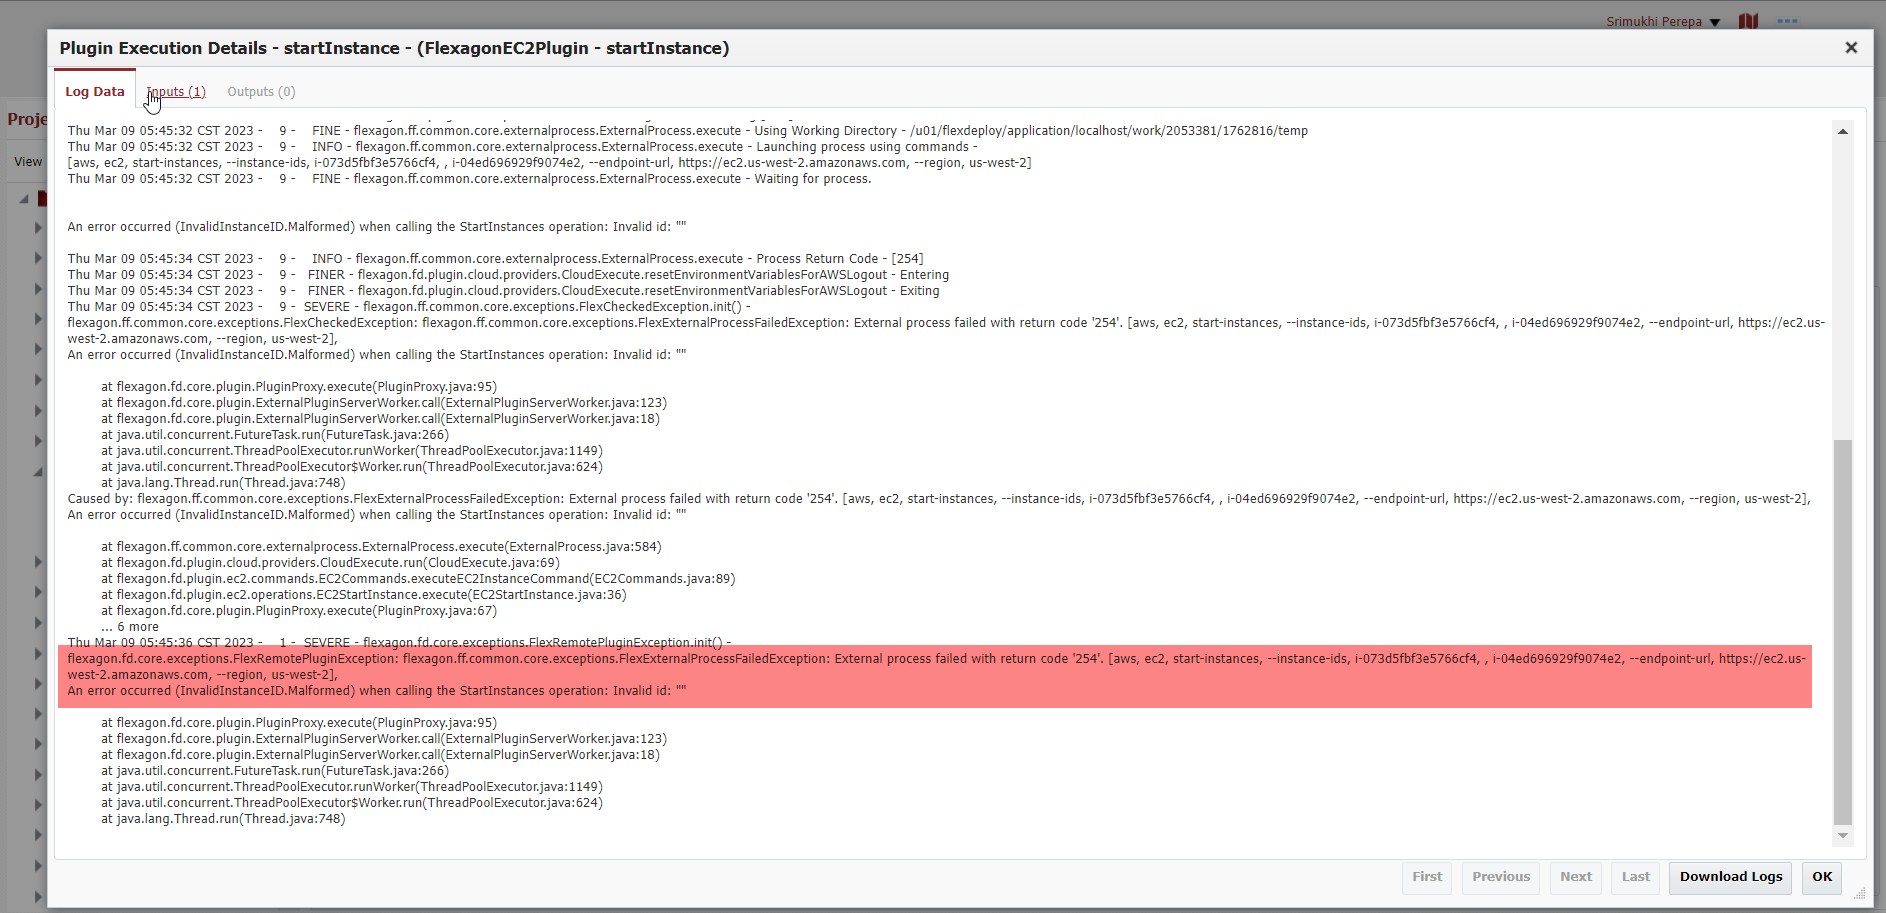 Srimukhi Perepa
Plugin Execution Details - startInstance - (FlexagonEC2Plugin - startInstance)
Proje
View
Log Data
Inputs (1)
Outputs (0)
Thu Mar 09 05:45:32 CST 2023 - 9 - FINE - flexagon.ff.common.core.externalprocess.ExternalProcess.execute - Using Working Directory - /u01/flexdeploy/application/localhost/work/2053381/1762816/temp
Thu Mar 09 05:45:32 CST 2023 - 9 - INFO - flexagon.ff.common.core.externalprocess.ExternalProcess.execute - Launching process using commands -
[aws, ec2, start-instances, --instance-ids, i-073d5fbf3e5766cf4, , i-04ed696929f9074e2, --endpoint-url, https://ec2.us-west-2.amazonaws.com, --region, us-west-2]
Thu Mar 09 05:45:32 CST 2023 - 9 - FINE - flexagon.ff.common.core.externalprocess.ExternalProcess.execute - Waiting for process.
An error occurred (InvalidInstanceID.Malformed) when calling the StartInstances operation: Invalid id: ""
Thu Mar 09 05:45:34 CST 2023 - 9 - INFO - flexagon.ff.common.core.externalprocess.ExternalProcess.execute - Process Return Code - [254]
Thu Mar 09 05:45:34 CST 2023 - 9 - FINER - flexagon.fd.plugin.cloud.providers.CloudExecute.resetEnvironmentVariablesForAWSLogout - Entering
Thu Mar 09 05:45:34 CST 2023 - 9 - FINER - flexagon.fd.plugin.cloud.providers.CloudExecute.resetEnvironmentVariablesForAWSLogout - Exiting
Thu Mar 09 05:45:34 CST 2023 - 9 - SEVERE - flexagon.ff.common.core.exceptions.FlexCheckedException.init() -
flexagon.ff.common.core.exceptions.FlexCheckedException: flexagon.ff.common.core.exceptions.FlexExternalProcessFailedException: External process failed with return code '254'. [aws, ec2, start-instances, --instance-ids, i-073d5fbf3e5766cf4, , i-04ed696929f9074e2, --endpoint-url, https://ec2.us-
west-2.amazonaws.com, --region, us-west-2],
An error occurred (InvalidInstanceID.Malformed) when calling the StartInstances operation: Invalid id: ""
at flexagon.fd.core.plugin.PluginProxy.execute(PluginProxy.java:95)
at flexagon.fd.core.plugin.ExternalPluginServerWorker.call(ExternalPluginServerWorker.java:123)
at flexagon.fd.core.plugin.ExternalPluginServerWorker.call(ExternalPluginServerWorker.java:18)
at java.util.concurrent.FutureTask.run(FutureTask.java:266)
at java.util.concurrent.ThreadPoolExecutor.runWorker(ThreadPoolExecutor.java:1149)
at java.util.concurrent.ThreadPoolExecutor$Worker.run(ThreadPoolExecutor.java:624)
at java.lang.Thread.run(Thread.java:748)
Caused by: flexagon.ff.common.core.exceptions.FlexExternalProcessFailedException: External process failed with return code '254'. [aws, ec2, start-instances, --instance-ids, i-073d5fbf3e5766cf4, , i-04ed696929f9074e2, --endpoint-url, https://ec2.us-west-2.amazonaws.com, --region, us-west-2],
An error occurred (InvalidInstanceID.Malformed) when calling the StartInstances operation: Invalid id: ""
at flexagon.ff.common.core.externalprocess.ExternalProcess.execute(ExternalProcess.java:584)
at flexagon.fd.plugin.cloud.providers.CloudExecute.run(CloudExecute.java:69)
at flexagon.fd.plugin.ec2.commands.EC2Commands.executeEC2InstanceCommand(EC2Commands.java:89)
at flexagon.fd.plugin.ec2.operations.EC2StartInstance.execute(EC2StartInstance.java:36)
at flexagon.fd.core.plugin.PluginProxy.execute(PluginProxy.java:67)
... 6 more
Thu Mar 09 05:45:36 CST 2023 - 1 - SEVERE - flexagon.fd.core.exceptions.FlexRemotePluginException.init() -
flexagon.fd.core.exceptions.FlexRemotePluginException: flexagon.ff.common.core.exceptions.FlexExternalProcessFailedException: External process failed with return code '254'. [aws, ec2, start-instances, --instance-ids, i-073d5fbf3e5766cf4, , i-04ed696929f9074e2, --endpoint-url, https://ec2.us-
west-2.amazonaws.com, --region, us-west-2],
An error occurred (InvalidInstanceID.Malformed) when calling the StartInstances operation: Invalid id: ""
at flexagon.fd.core.plugin.PluginProxy.execute(PluginProxy.java:95)
at flexagon.fd.core.plugin.ExternalPluginServerWorker.call(ExternalPluginServerWorker.java:123)
at flexagon.fd.core.plugin.ExternalPluginServerWorker.call(ExternalPluginServerWorker.java:18)
at java.util.concurrent.FutureTask.run(FutureTask.java:266)
at java.util.concurrent.ThreadPoolExecutor.runWorker(ThreadPoolExecutor.java:1149)
at java.util.concurrent.ThreadPoolExecutor$Worker.run(ThreadPoolExecutor.java:624)
at java.lang.Thread.run(Thread.java:748)
First
Previous
Next
Last
Download Logs
OK